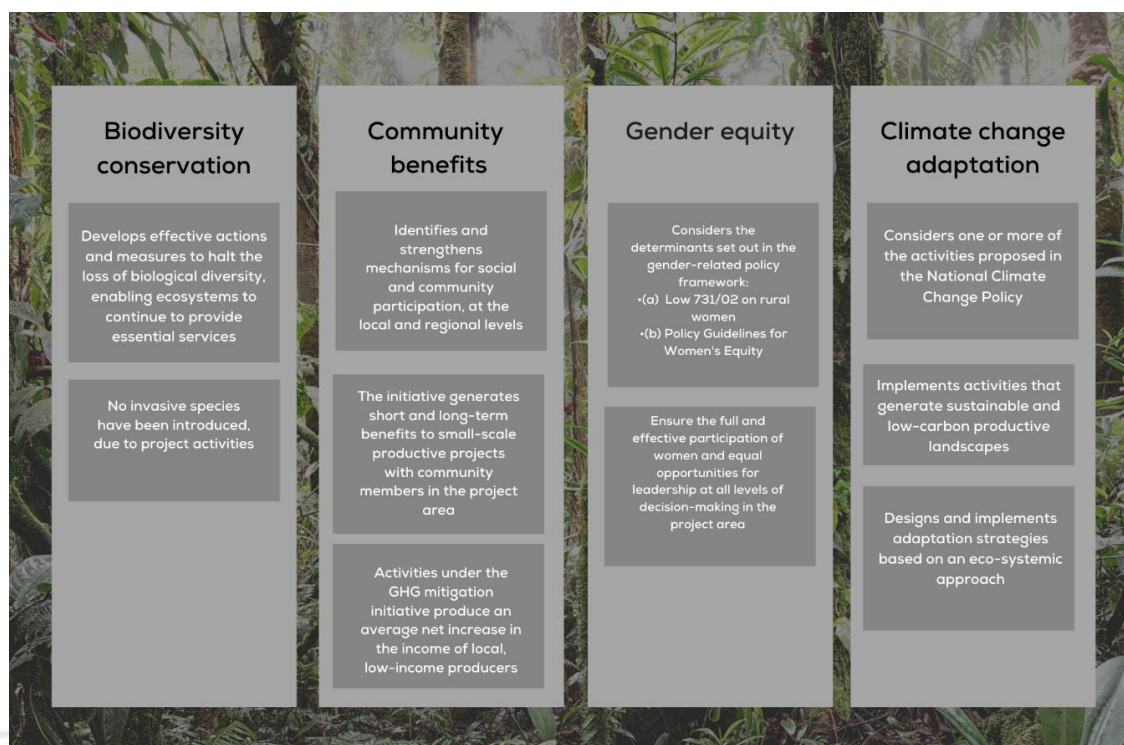 Biodiversity
conservation
Develops effective actions
and measures to halt the
loss of biological diversity,
enabling ecosystems to
continue to provide
essential services
No invasive species
have been introduced,
due to project activities
Community
benefits
Identifies and
strengthens
mechanisms for social
and community
participation, at the
local and regional levels
The initiative generates
short and long-term
benefits to small-scale
productive projects
with community
members in the project
area
Activities under the
GHG mitigation
initiative produce an
average net increase in
the income of local,
low-income producers
Gender equity
Considers the
determinants set out in the
gender-related policy
framework:
•(a) Low 731/02 on rural
women
•(b) Policy Guidelines for
Women's Equity
Ensure the full and
effective participation of
women and equal
opportunities for
leadership at all levels of
decision-making in the
project area
Climate change
adaptation
Considers one or more of
the activities proposed in
the National Climate
Change Policy
Implements activities that
generate sustainable and
low-carbon productive
landscapes
Designs and implements
adaptation strategies
based on an eco-systemic
approach